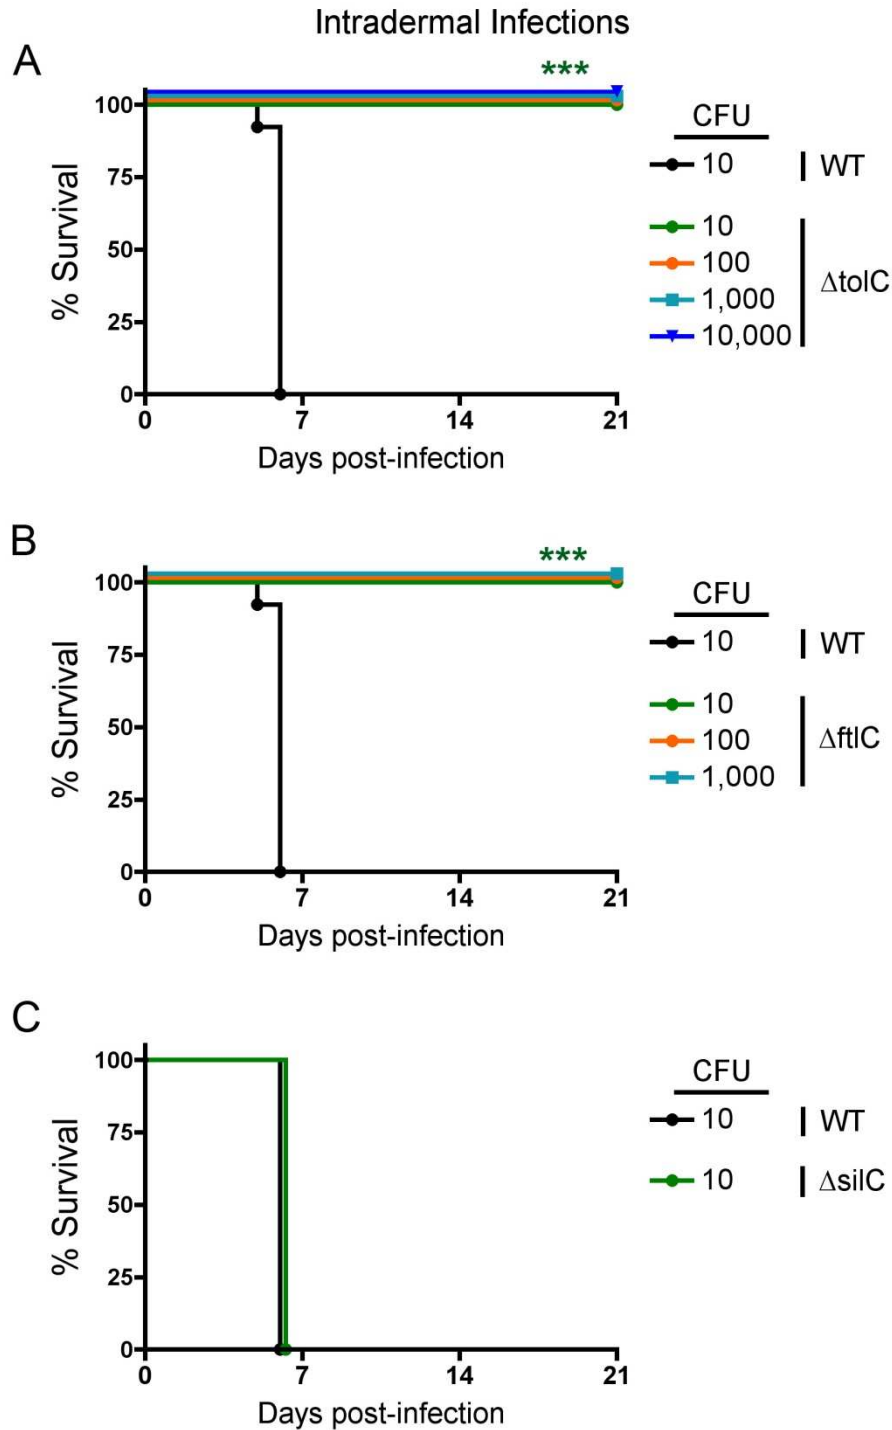 Intradermal Infections
A
***
% Survival
100
75
50
25
0
0 7 14 21
Days post-infection
CFU
10 WT
10
100
1,000
10,000
ΔtolC
B
***
% Survival
100
75
50
25
0
0 7 14 21
Days post-infection
CFU
10 WT
10
100
1,000
ΔftlC
C
% Survival
100
75
50
25
0
0 7 14 21
Days post-infection
CFU
10 WT
10 ΔsilC